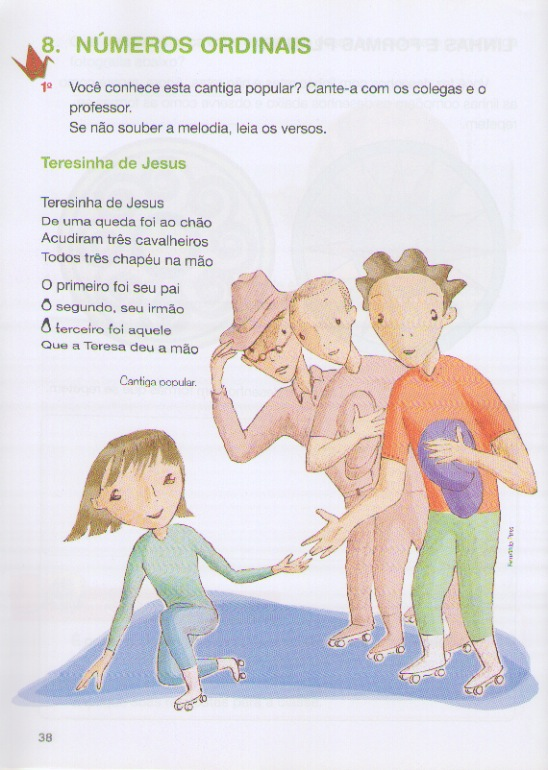 8. NÚMEROS ORDINAIS
1º Você conhece esta cantiga popular? Cante-a com os colegas e o
professor.
Se não souber a melodia, leia os versos.
Teresinha de Jesus
Teresinha de Jesus
De uma queda foi ao chão
Acudiram três cavalheiros
Todos três chapéu na mão
O primeiro foi seu pai
O segundo, seu irmão
O terceiro foi aquele
Que a Teresa deu a mão
Cantiga popular.
38